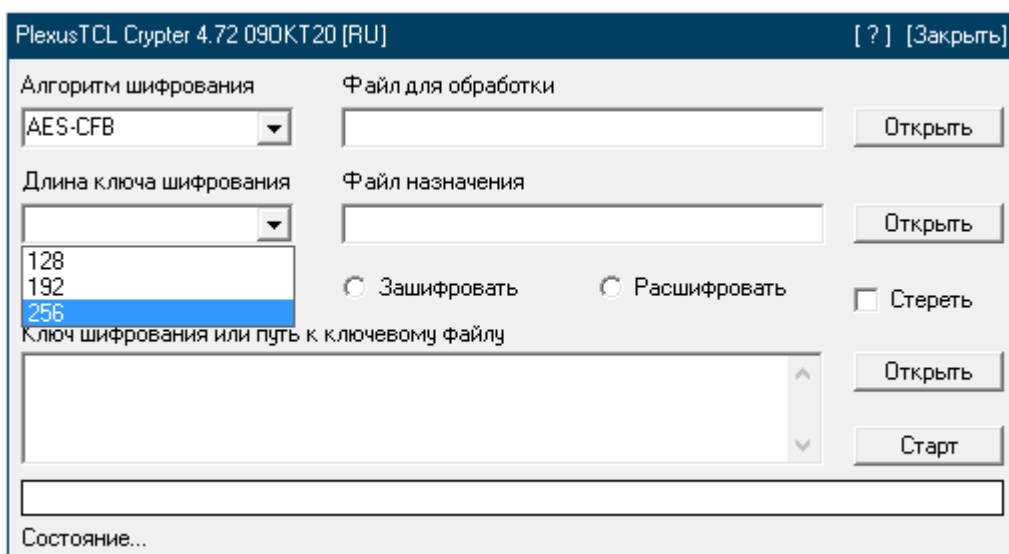 PlexusTCL Crypter 4.72 09OKT20 [RU] [ ? ] [Закрыть]
Алгоритм шифрования Файл для обработки
AES-CFB Открыть
Длина ключа шифрования Файл назначения
Открыть
128
192 Зашифровать Расшифровать
256 Стереть
Ключ шифрования или путь к ключевому файлу
Открыть
Старт
Состояние...